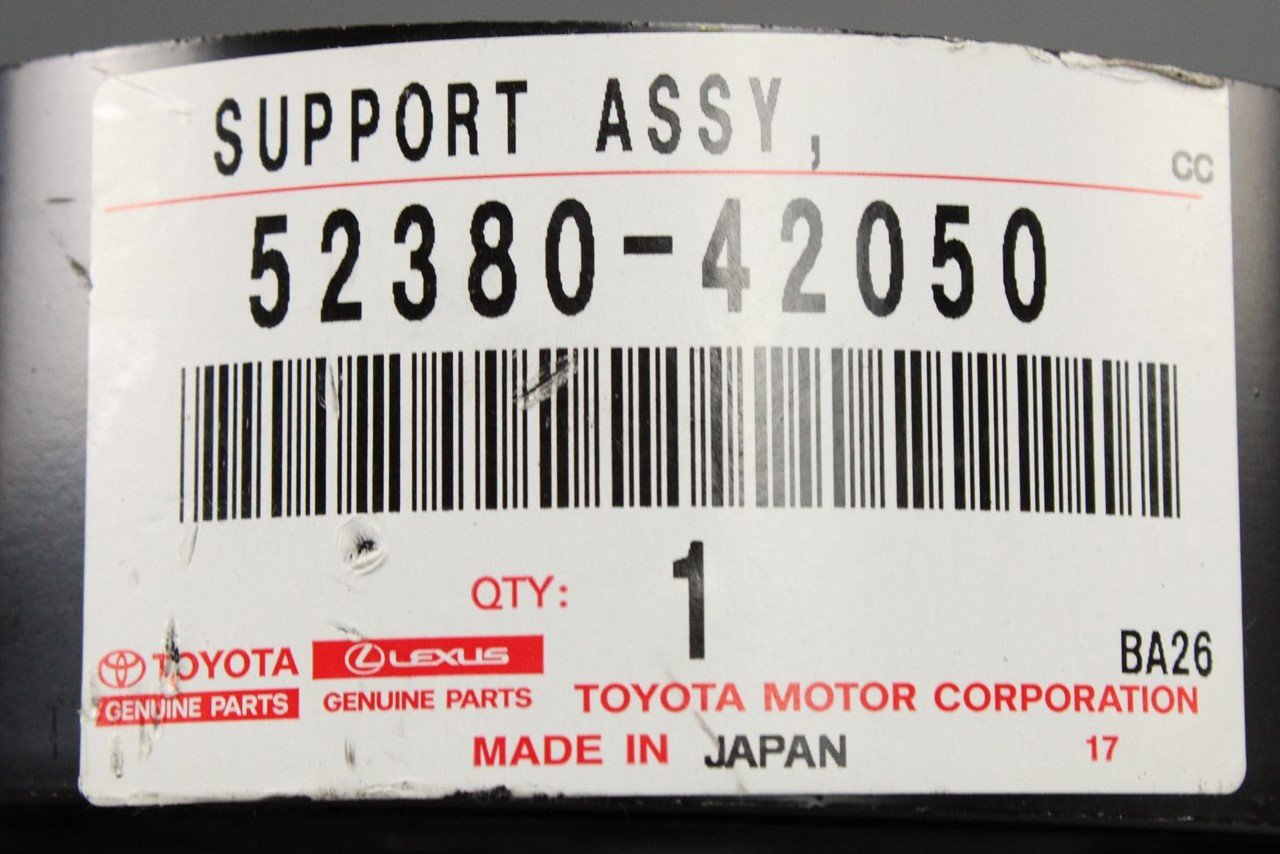 SUPPORT ASSY,
CC
52380-42050
QTY: 1
BA26
TOYOTA
LEXUS
GENUINE PARTS
GENUINE PARTS
TOYOTA MOTOR CORPORATION
MADE IN JAPAN
17